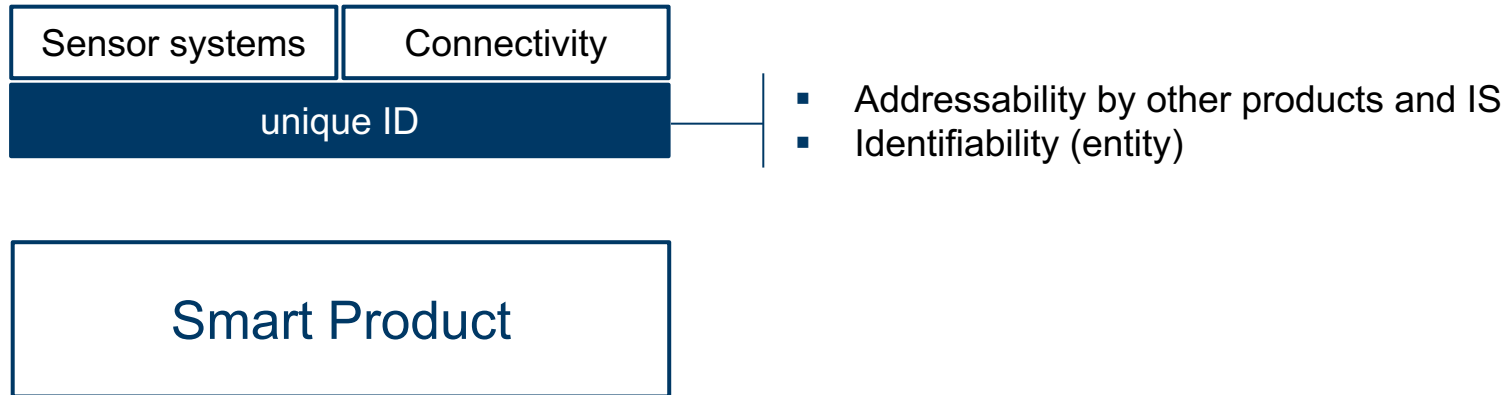 Sensor systems
Connectivity
unique ID
▪ Addressability by other products and IS
▪ Identifiability (entity)
Smart Product